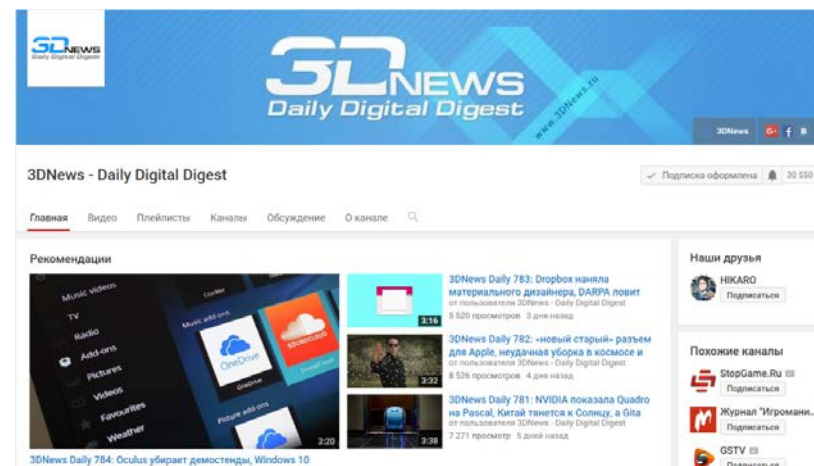 3DNEWS
Daily Digital Digest
3DNEWS
Daily Digital Digest
www.3DNews.ru
3DNews
G+ f B
3DNews - Daily Digital Digest
Подписка оформлена 30 550
Главная Видео Плейлисты Каналы Обсуждение О канале
Рекомендации
Music videos
TV
Radio
Add-ons
Pictures
Videos
Favourites
Weather
Music add-ons
OneDrive
OneDrive
SOUNDCLOUD
SoundCloud
Picture add-ons
3:20
3DNews Daily 784: Oculus убирает демостенды, Windows 10
3:16
3DNews Daily 783: Dropbox наняла
материального дизайнера, DARPA ловит
от пользователя 3DNews - Daily Digital Digest
5 520 просмотров 3 дня назад
3:32
3DNews Daily 782: «новый старый» разъем
для Apple, неудачная уборка в космосе и
от пользователя 3DNews - Daily Digital Digest
8 526 просмотров 4 дня назад
3:38
3DNews Daily 781: NVIDIA показала Quadro
на Pascal, Китай тянется к Солнцу, а Gita
от пользователя 3DNews - Daily Digital Digest
7 271 просмотр 5 дней назад
Наши друзья
HIKARO
Подписаться
Похожие каналы
StopGame.Ru
Подписаться
Журнал "Игромани...
Подписаться
GSTV
Подписаться